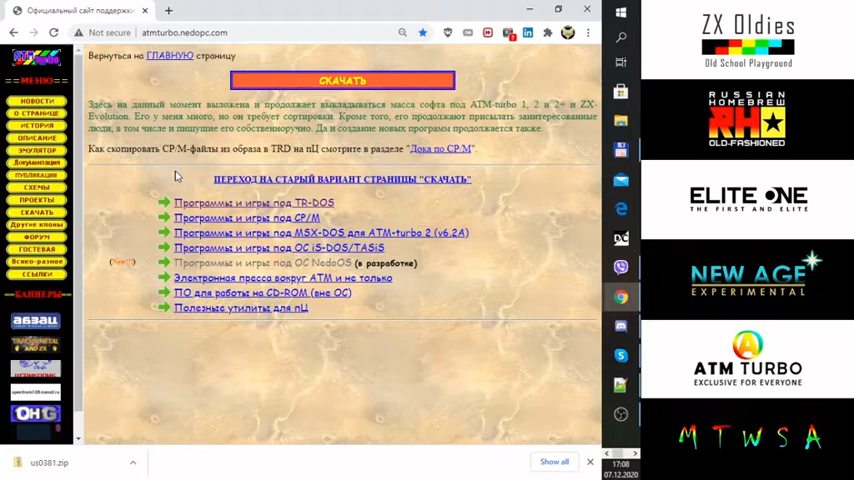 Официальный сайт поддержки
Not secure
atmturbo.nedopc.com
Вернуться на ГЛАВНУЮ страницу
СКАЧАТЬ
Здесь на данный момент выложена и продолжает выкладываться масса софта под ATM-turbo 1, 2 и 2+ и ZX-
Evolution. Его у меня много, но он требует сортировки. Кроме того, его продолжают присылать заинтересованные
люди, в том числе и пишущие его собственноручно. Да и создание новых программ продолжается также.
Как скопировать CP/M-файлы из образа в TRD на пЦ смотите в разделе "Дока по CP/M".
ПЕРЕХОД НА СТАРЫЙ ВАРИАНТ СТРАНИЦЫ "СКАЧАТЬ"
Программы и игры под TR-DOS
Программы и игры под CP/M
Программы и игры под MSX-DOS для ATM-turbo 2 (v6.2A)
Программы и игры под ОС iS-DOS/TASiS
(New!!!)
Программы и игры под ОС NedoOS (в разработке)
Электронная пресса вокруг АТМ и не только
ПО для работы на CD-ROM (вне ОС)
Полезные утилиты для пЦ
МЕНЮ
НОВОСТИ
О СТРАНИЦЕ
ИСТОРИЯ
ОПИСАНИЕ
ЭМУЛЯТОР
Документация
ПУБЛИКАЦИИ
СХЕМЫ
ПРОЕКТЫ
СКАЧАТЬ
Другие клоны
ФОРУМ
ГОСТЕВАЯ
Всяко-разное
ССЫЛКИ
БАННЕРЫ
АБЗАЦ
us0381.zip
Show all
17:08
07.12.2020
ZX Oldies
Old School Playground
RUSSIAN
HOMEBREW
RH
OLD-FASHIONED
ELITE ONE
THE FIRST AND ELITE
NEW AGE
EXPERIMENTAL
ATM TURBO
EXCLUSIVE FOR EVERYONE
MTWSA